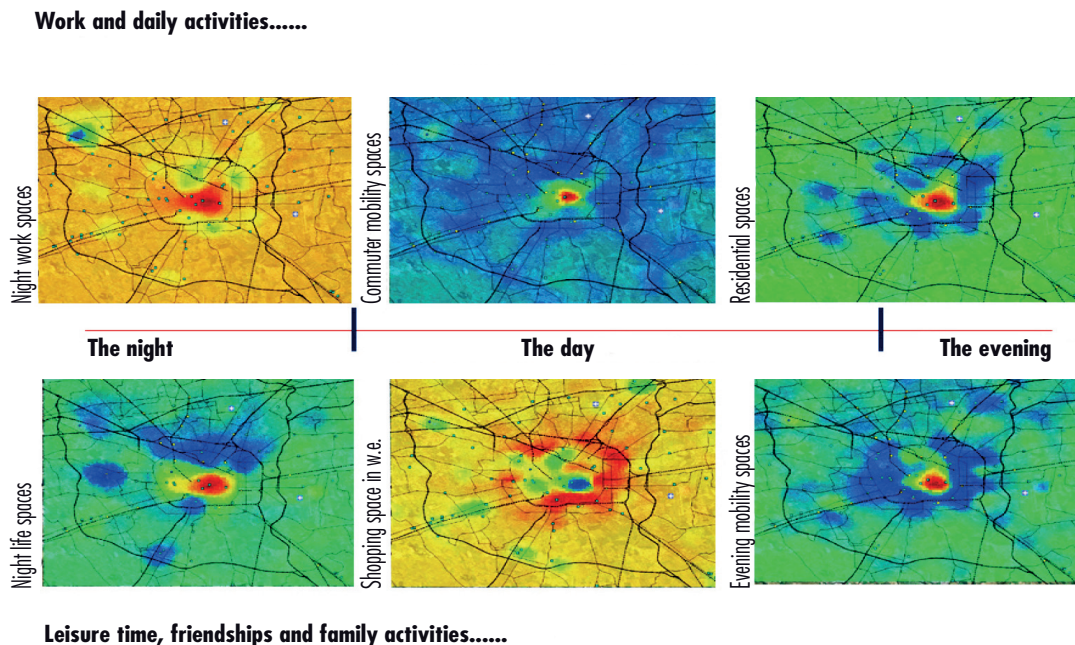 Work and daily activities......
Night work spaces
Commuter mobility spaces
Residential spaces
The night
The day
The evening
Night life spaces
Shopping space in w.e.
Evening mobility spaces
Leisure time, friendships and family activities......